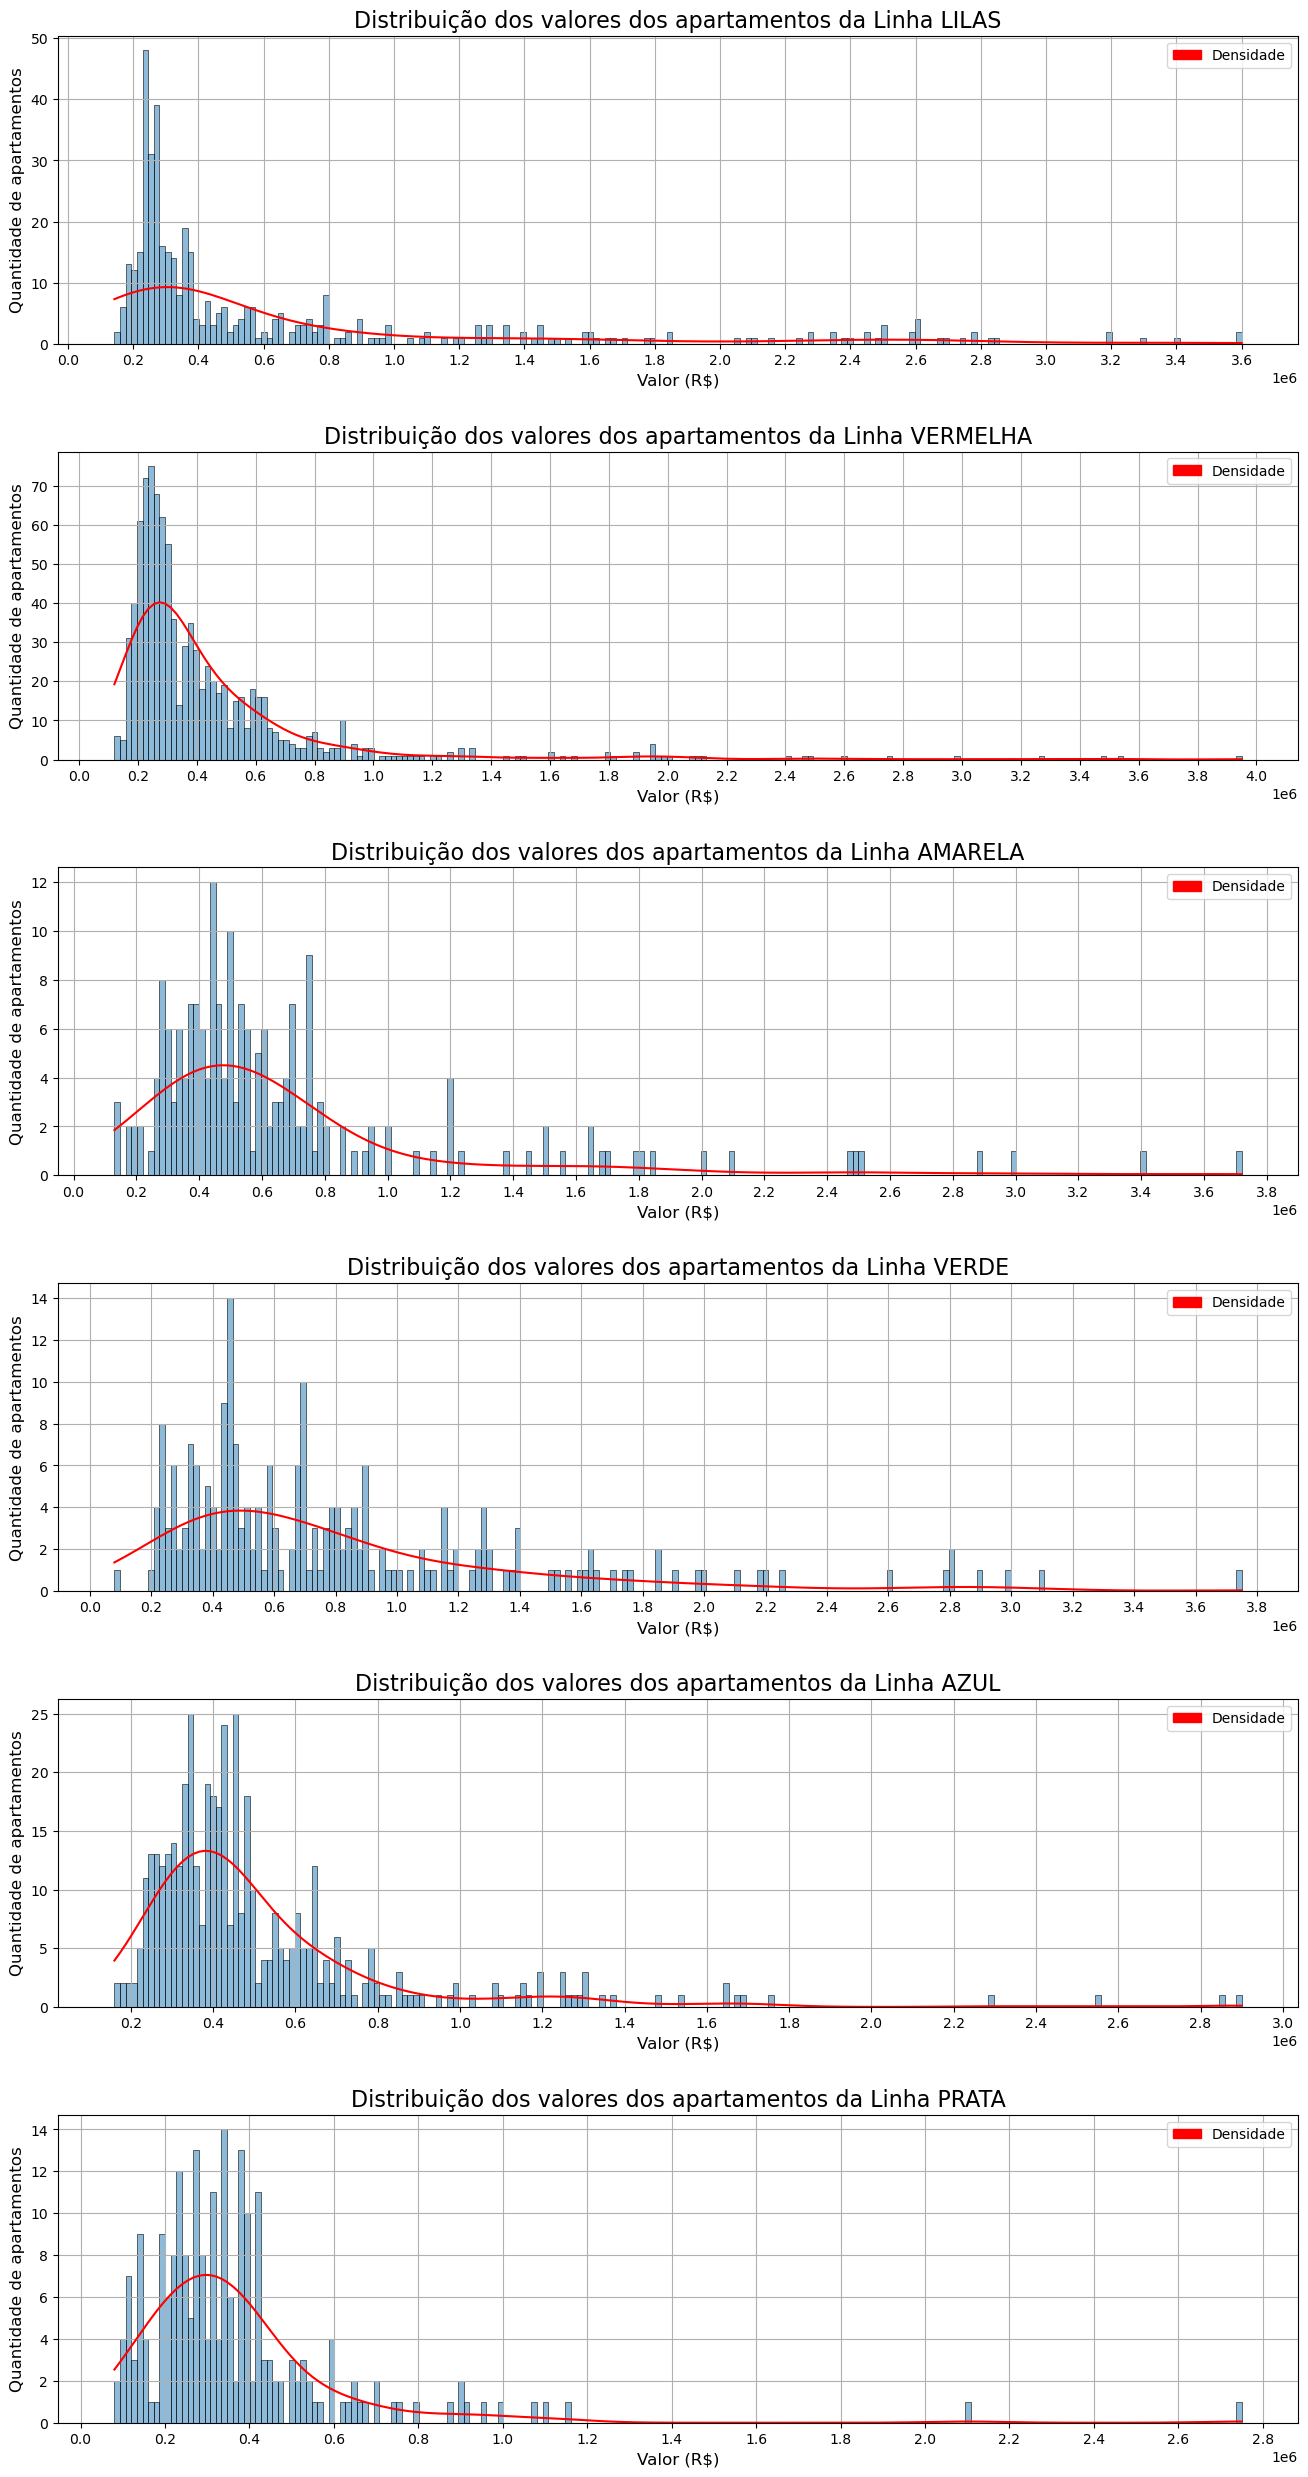 Distribuição dos valores dos apartamentos da Linha LILAS
Densidade
Quantidade de apartamentos
50
40
30
20
10
0
0.0 0.2 0.4 0.6 0.8 1.0 1.2 1.4 1.6 1.8 2.0 2.2 2.4 2.6 2.8 3.0 3.2 3.4 3.6
1e6
Valor (R$)
Distribuição dos valores dos apartamentos da Linha VERMELHA
Densidade
Quantidade de apartamentos
70
60
50
40
30
20
10
0
0.0 0.2 0.4 0.6 0.8 1.0 1.2 1.4 1.6 1.8 2.0 2.2 2.4 2.6 2.8 3.0 3.2 3.4 3.6 3.8 4.0
1e6
Valor (R$)
Distribuição dos valores dos apartamentos da Linha AMARELA
Densidade
Quantidade de apartamentos
12
10
8
6
4
2
0
0.0 0.2 0.4 0.6 0.8 1.0 1.2 1.4 1.6 1.8 2.0 2.2 2.4 2.6 2.8 3.0 3.2 3.4 3.6 3.8
1e6
Valor (R$)
Distribuição dos valores dos apartamentos da Linha VERDE
Densidade
Quantidade de apartamentos
14
12
10
8
6
4
2
0
0.0 0.2 0.4 0.6 0.8 1.0 1.2 1.4 1.6 1.8 2.0 2.2 2.4 2.6 2.8 3.0 3.2 3.4 3.6 3.8
1e6
Valor (R$)
Distribuição dos valores dos apartamentos da Linha AZUL
Densidade
Quantidade de apartamentos
25
20
15
10
5
0
0.2 0.4 0.6 0.8 1.0 1.2 1.4 1.6 1.8 2.0 2.2 2.4 2.6 2.8 3.0
1e6
Valor (R$)
Distribuição dos valores dos apartamentos da Linha PRATA
Densidade
Quantidade de apartamentos
14
12
10
8
6
4
2
0
0.0 0.2 0.4 0.6 0.8 1.0 1.2 1.4 1.6 1.8 2.0 2.2 2.4 2.6 2.8
1e6
Valor (R$)